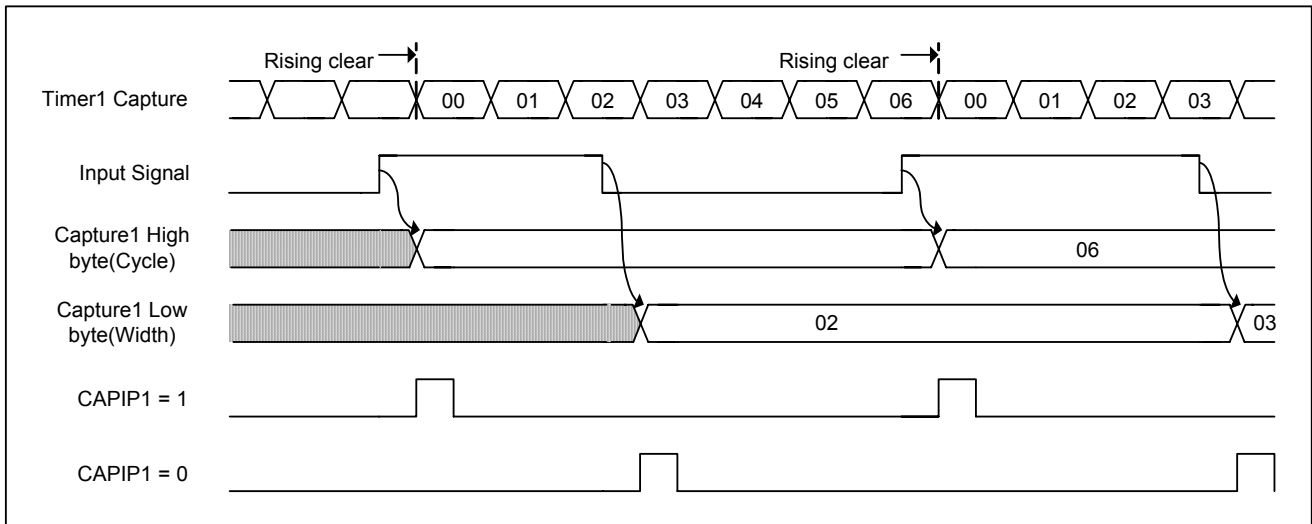 Rising clear
Rising clear
Timer1 Capture
00 01 02 03 04 05 06 00 01 02 03
Input Signal
Capture1 High
byte(Cycle)
06
Capture1 Low
byte(Width)
02
03
CAPIP1 = 1
CAPIP1 = 0